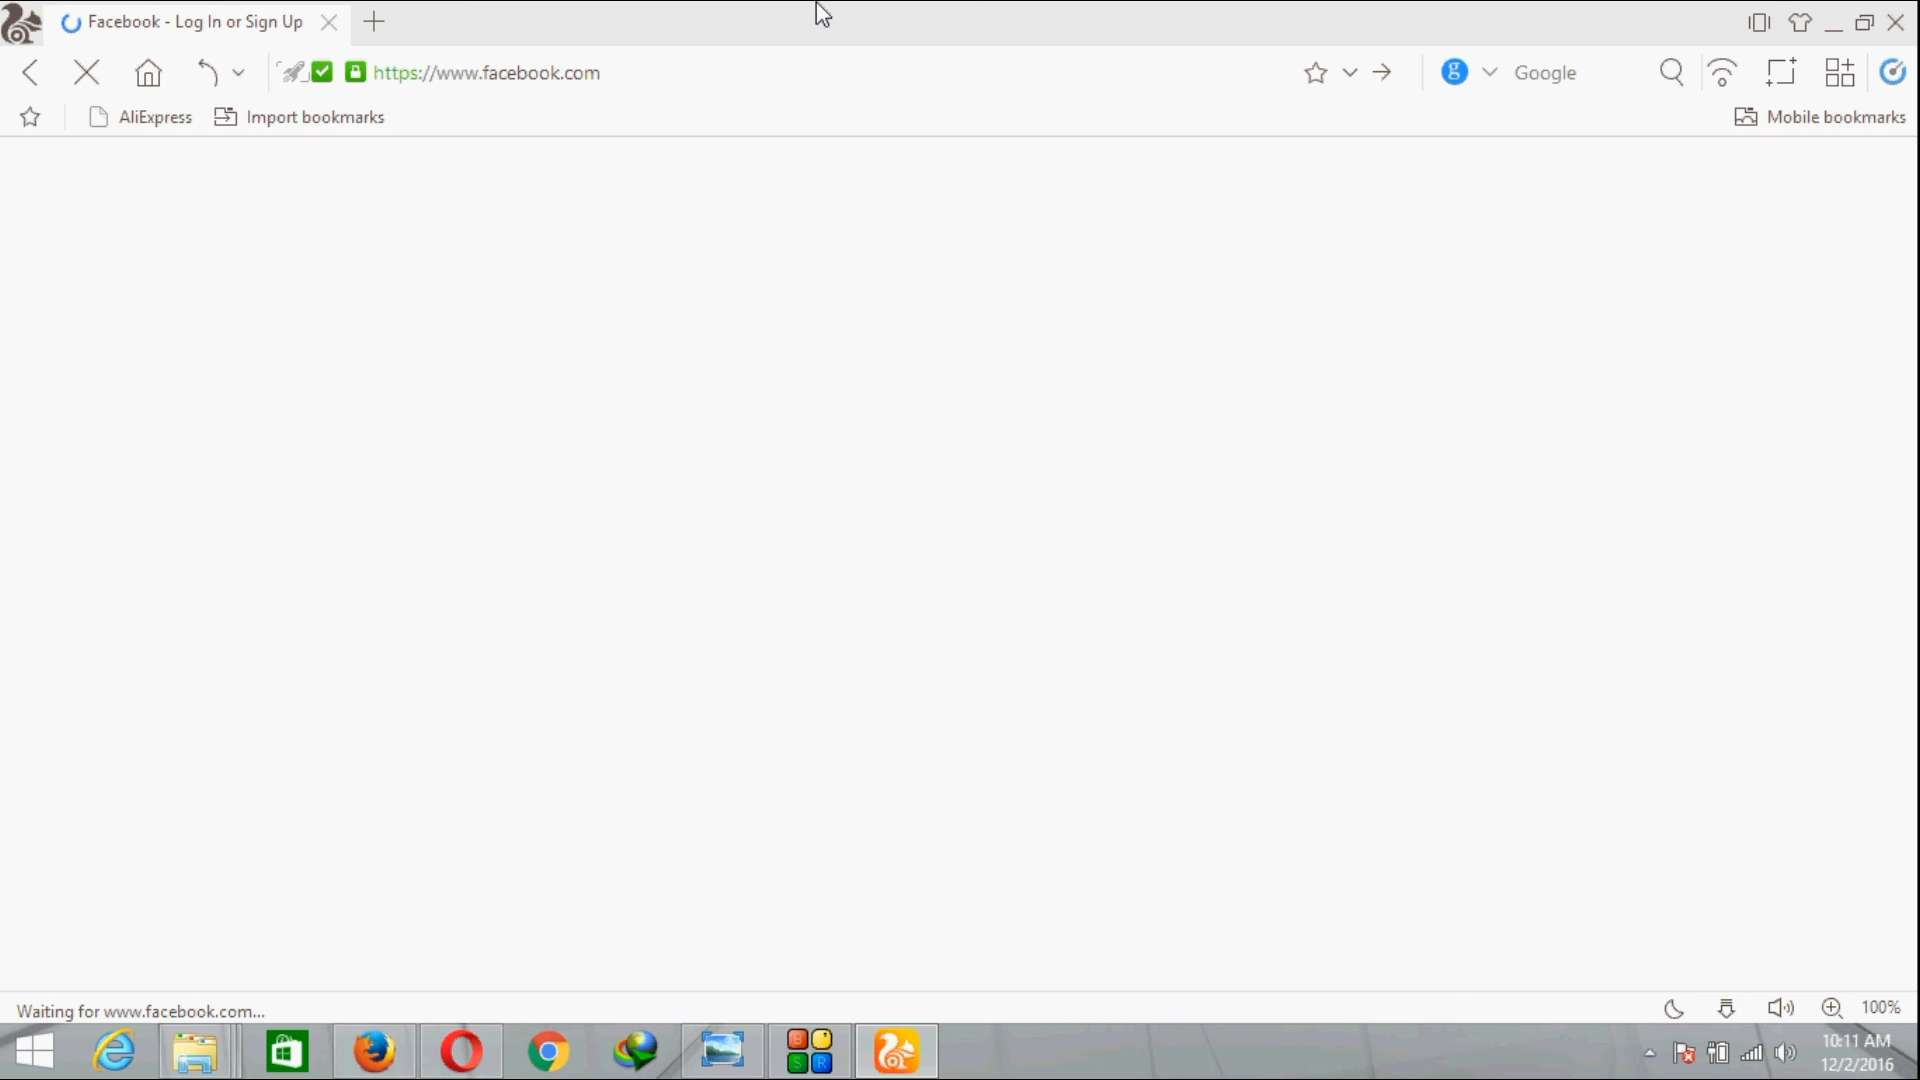 Facebook - Log In or Sign Up
https://www.facebook.com
g
Google
AliExpress
Import bookmarks
Mobile bookmarks
Waiting for www.facebook.com...
100%
10:11 AM
12/2/2016